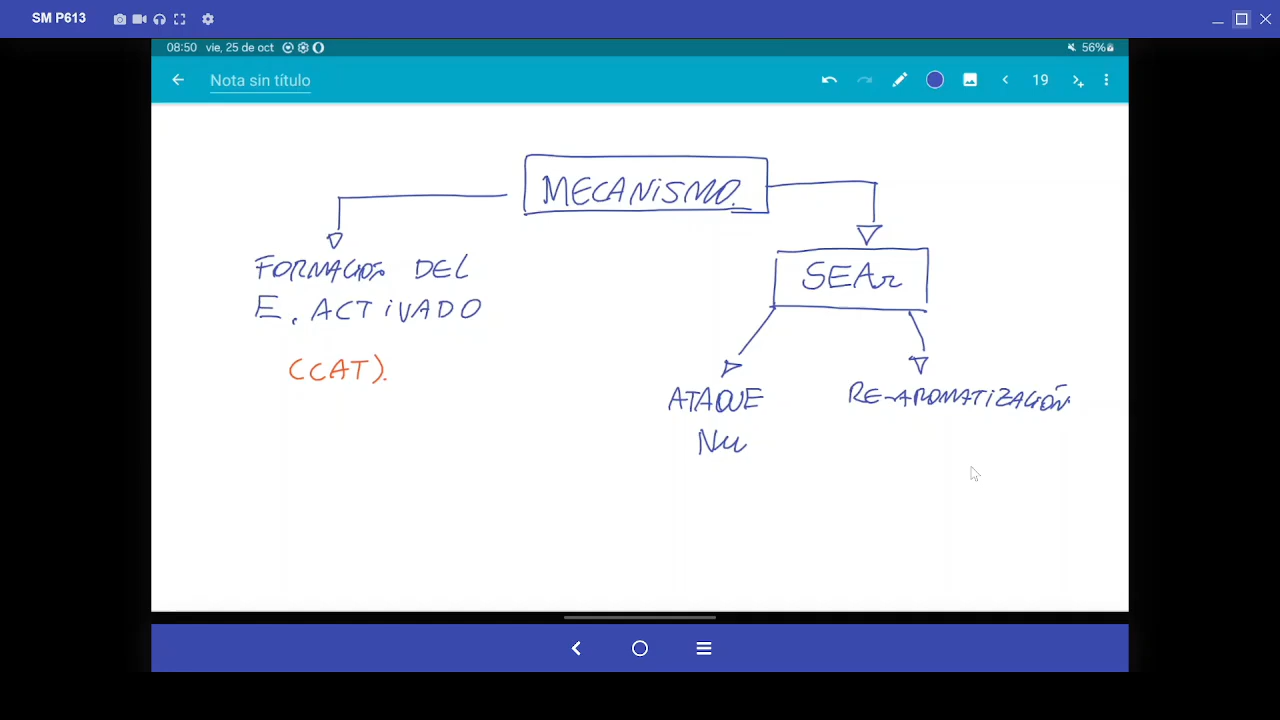 SM P613
08:50 vie, 25 de oct
56%
Nota sin título
19
MECANISMO.
FORMACIÓN DEL
E. ACTIVADO
(CAT).
SEAr
ATAQUE
Nu
RE-AROMATIZACIÓN